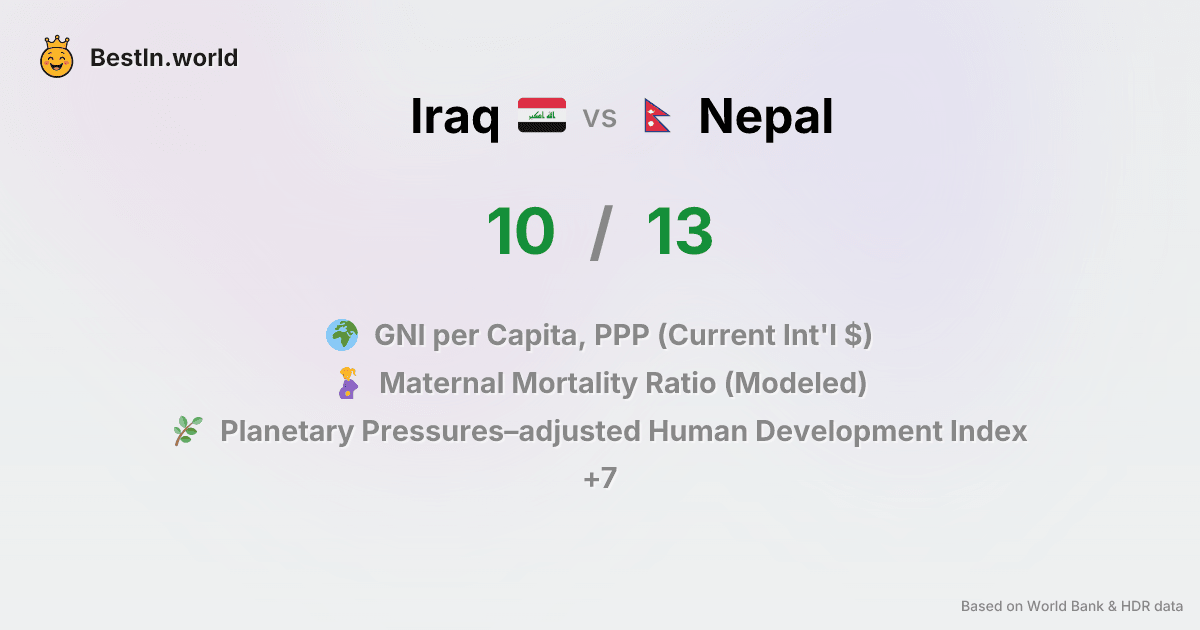 BestIn.world
Iraq vs Nepal
10 / 13
GNI per Capita, PPP (Current Int'l $)
Maternal Mortality Ratio (Modeled)
Planetary Pressures–adjusted Human Development Index
+7
Based on World Bank & HDR data